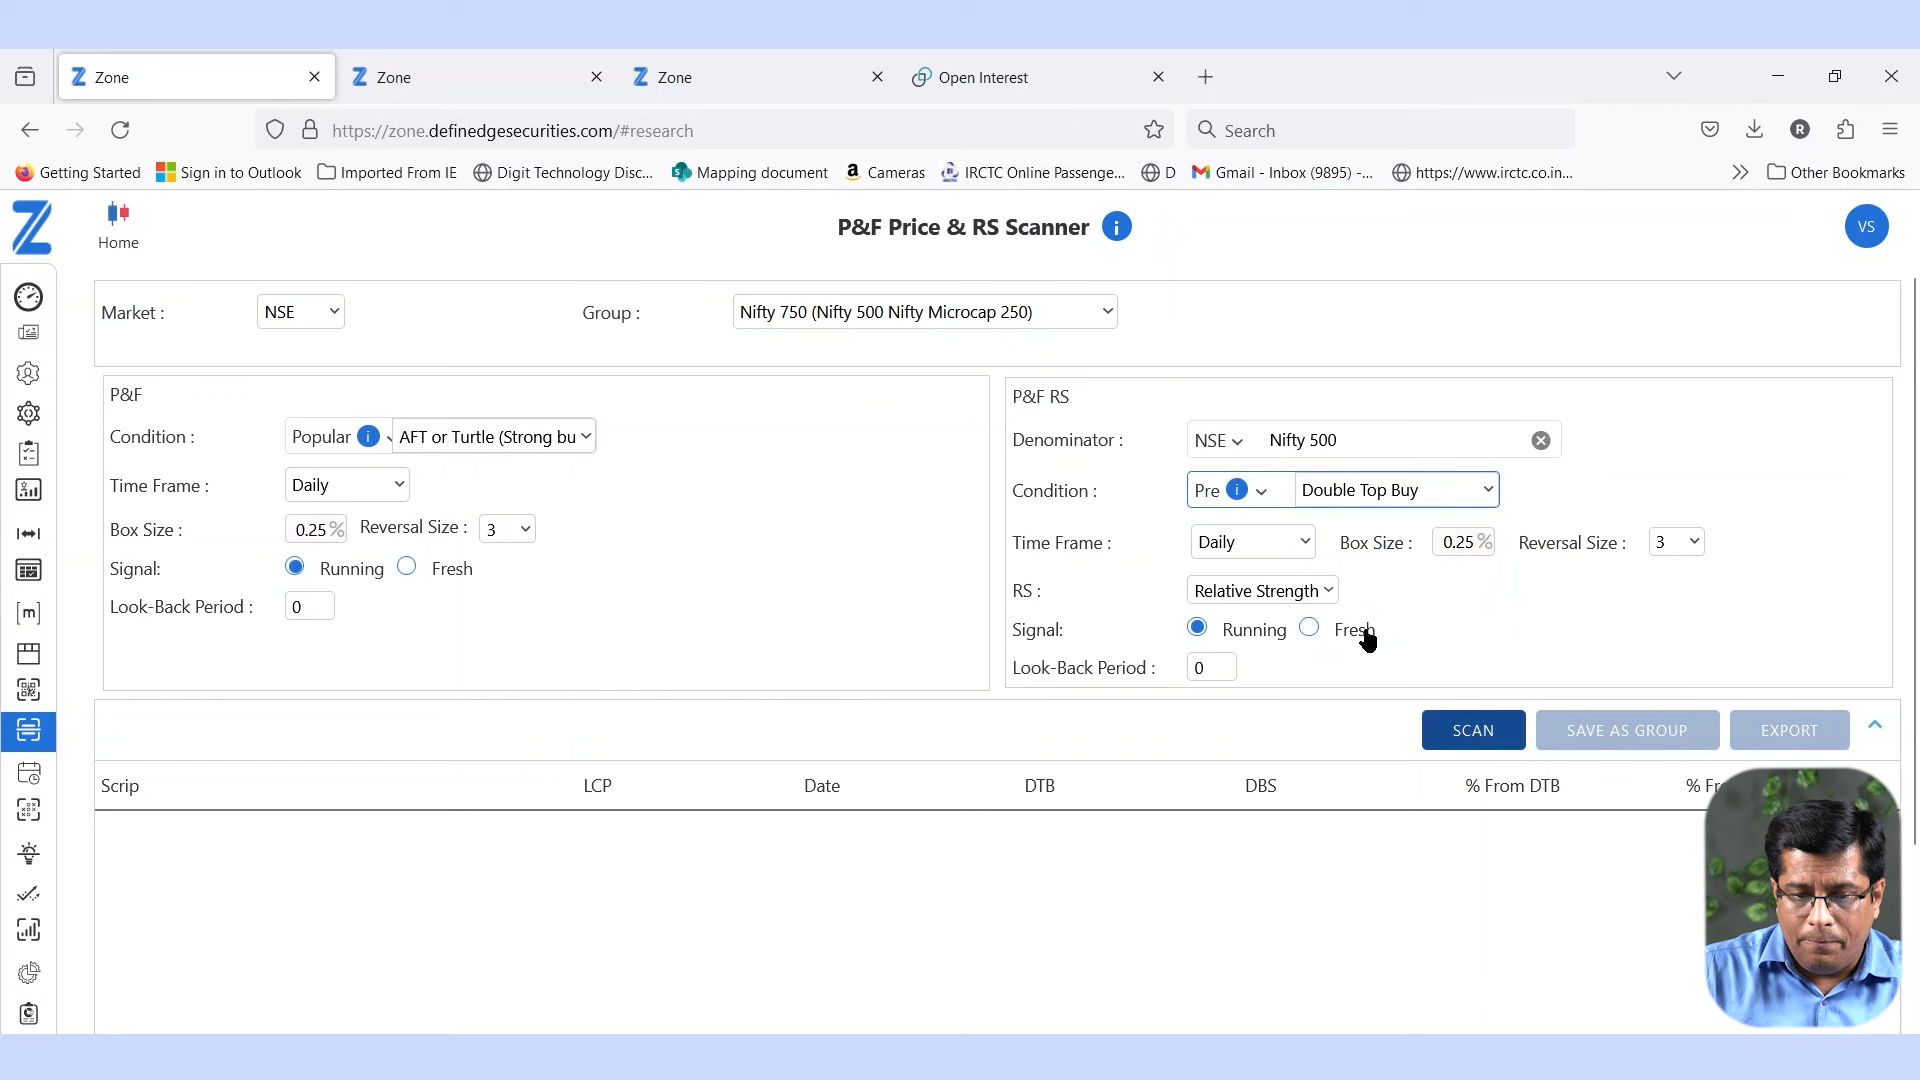 Zone
Zone
Zone
Open Interest
https://zone.definedgesecurities.com/#research
Search
R
Getting Started
Sign in to Outlook
Imported From IE
Digit Technology Disc...
Mapping document
Cameras
IRCTC Online Passenge...
D
Gmail - Inbox (9895) -...
https://www.irctc.co.in...
Other Bookmarks
Home
P&F Price & RS Scanner
VS
Market :
NSE
Group :
Nifty 750 (Nifty 500 Nifty Microcap 250)
P&F
Condition :
Popular
AFT or Turtle (Strong bu
Time Frame :
Daily
Box Size :
0.25 %
Reversal Size :
3
Signal:
Running
Fresh
Look-Back Period :
0
P&F RS
Denominator :
NSE
Nifty 500
Condition :
Pre
Double Top Buy
Time Frame :
Daily
Box Size :
0.25 %
Reversal Size :
3
RS :
Relative Strength
Signal:
Running
Fresh
Look-Back Period :
0
SCAN
SAVE AS GROUP
EXPORT
Scrip
LCP
Date
DTB
DBS
% From DTB
% Fr